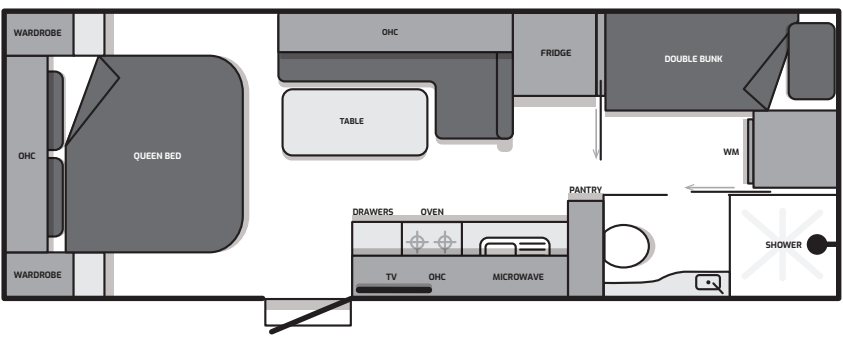 WARDROBE
OHC
FRIDGE
DOUBLE BUNK
TABLE
OHC
QUEEN BED
WM
PANTRY
DRAWERS
OVEN
SHOWER
WARDROBE
TV
OHC
MICROWAVE